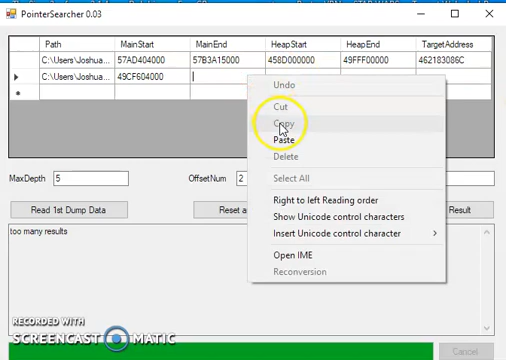 PointerSearcher 0.03
Path MainStart MainEnd HeapStart HeapEnd TargetAddress
C:\Users\Joshua... 57AD404000 57B3A15000 458D000000 49FFF00000 462183086C
C:\Users\Joshua... 49CF604000
Undo
Cut
Copy
Paste
Delete
Select All
Right to left Reading order
Show Unicode control characters
Insert Unicode control character
Open IME
Reconversion
MaxDepth 5 OffsetNum 2
Read 1st Dump Data Reset a Result
too many results
RECORDED WITH
SCREENCAST MATIC
Cancel